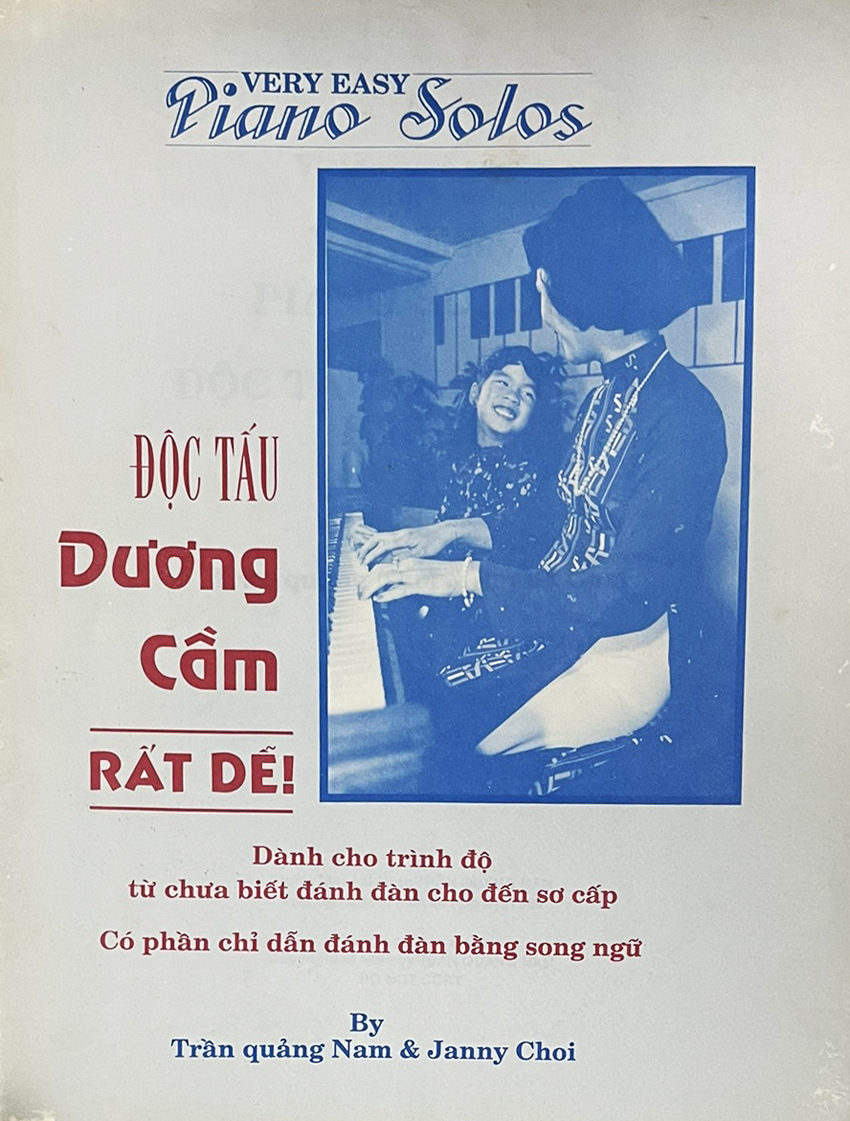 VERY EASY
Piano Solos
ĐỘC TẤU
Dương
Cầm
RẤT DỄ!
Dành cho trình độ
từ chưa biết đánh đàn cho đến sơ cấp
Có phần chỉ dẫn đánh đàn bằng song ngữ
By
Trần quảng Nam & Janny Choi